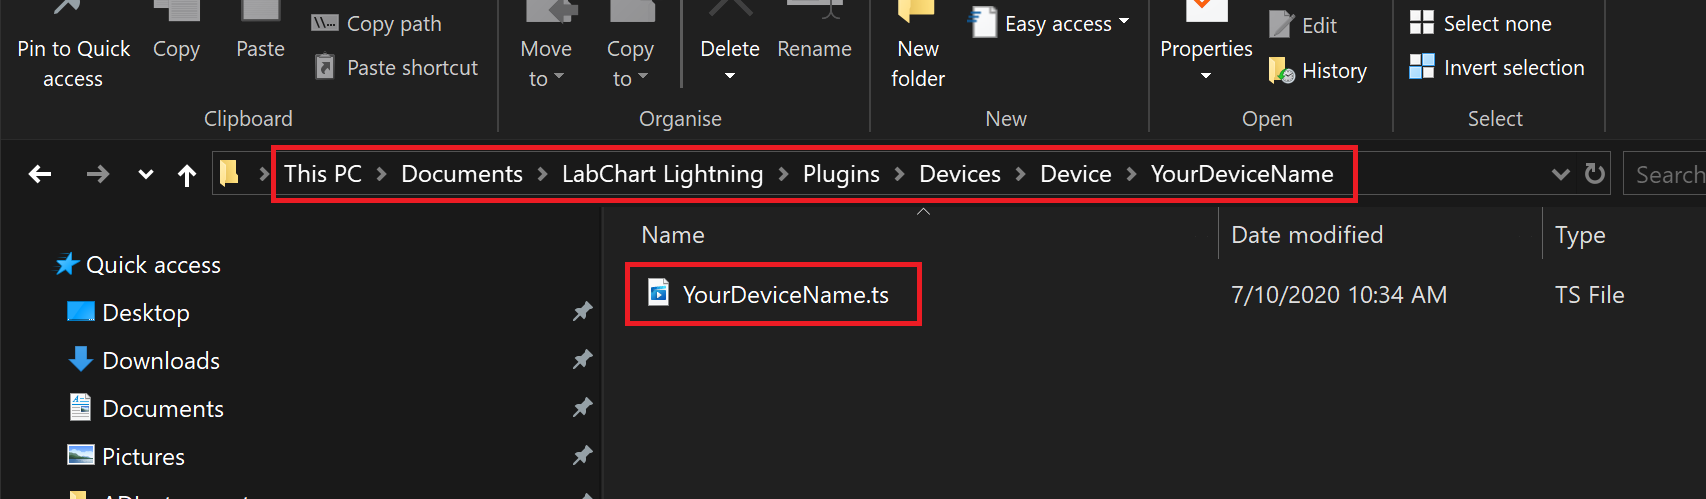 Pin to Quick access
Copy
Paste
Copy path
Paste shortcut
Move to
Copy to
Delete
Rename
New folder
Easy access
Properties
Edit
History
Select none
Invert selection
Clipboard
Organise
New
Open
Select
This PC > Documents > LabChart Lightning > Plugins > Devices > Device > YourDeviceName
Search
Name
Date modified
Type
Quick access
YourDeviceName.ts
7/10/2020 10:34 AM
TS File
Desktop
Downloads
Documents
Pictures